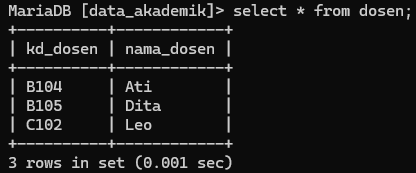 MariaDB [data_akademik]> select * from dosen;
+----------+------------+
| kd_dosen | nama_dosen |
+----------+------------+
| B104     | Ati        |
| B105     | Dita       |
| C102     | Leo        |
+----------+------------+
3 rows in set (0.001 sec)